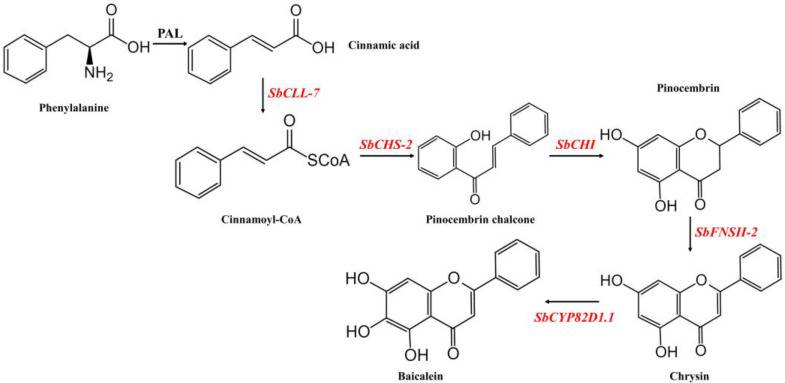 PAL
O
OH
NH2
Phenylalanine
O
OH
Cinnamic acid
SbCLL-7
O
SCoA
Cinnamoyl-CoA
SbCHS-2
OH
O
Pinocembrin chalcone
SbCHI
Pinocembrin
HO
O
OH
O
SbFNSII-2
HO
O
OH
O
Chrysin
SbCYP82D1.1
HO
O
HO
OH
O
Baicalein